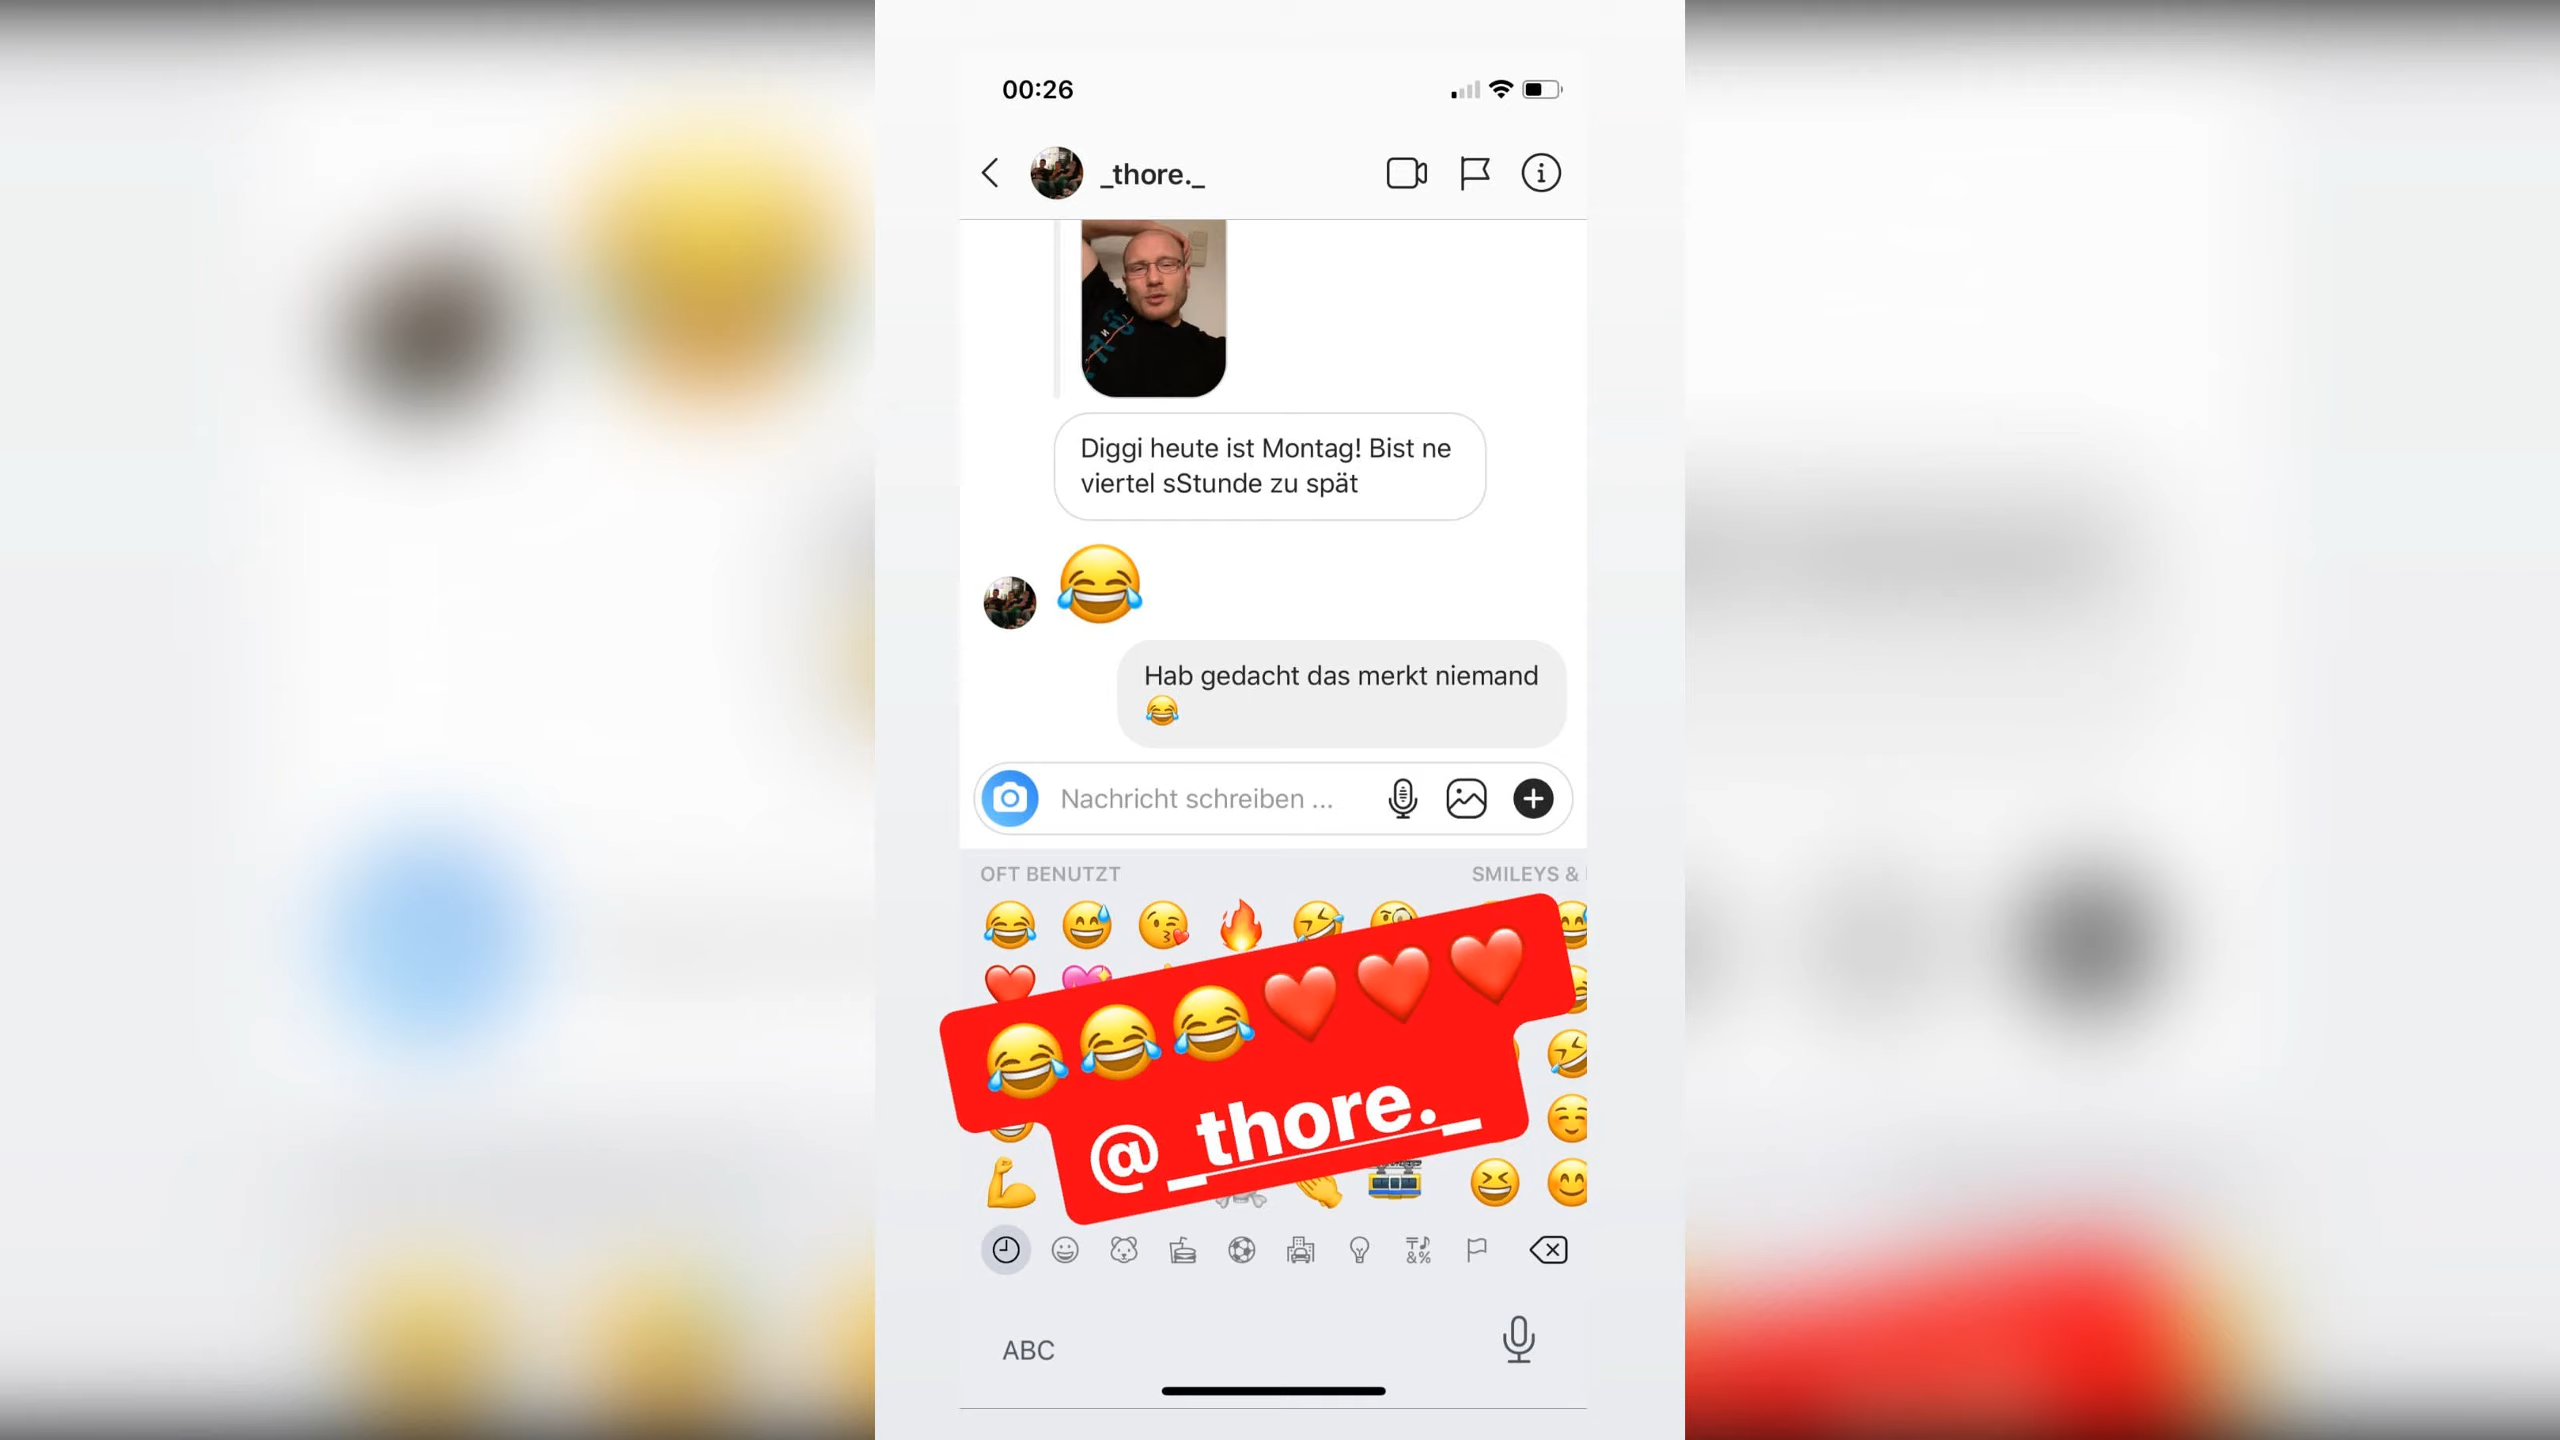 00:26
_thore._
Diggi heute ist Montag! Bist ne
viertel sStunde zu spät
😂
Hab gedacht das merkt niemand
😂
Nachricht schreiben ...
OFT BENUTZT
SMILEYS &
😂😂😂❤️❤️❤️
@_thore._
ABC